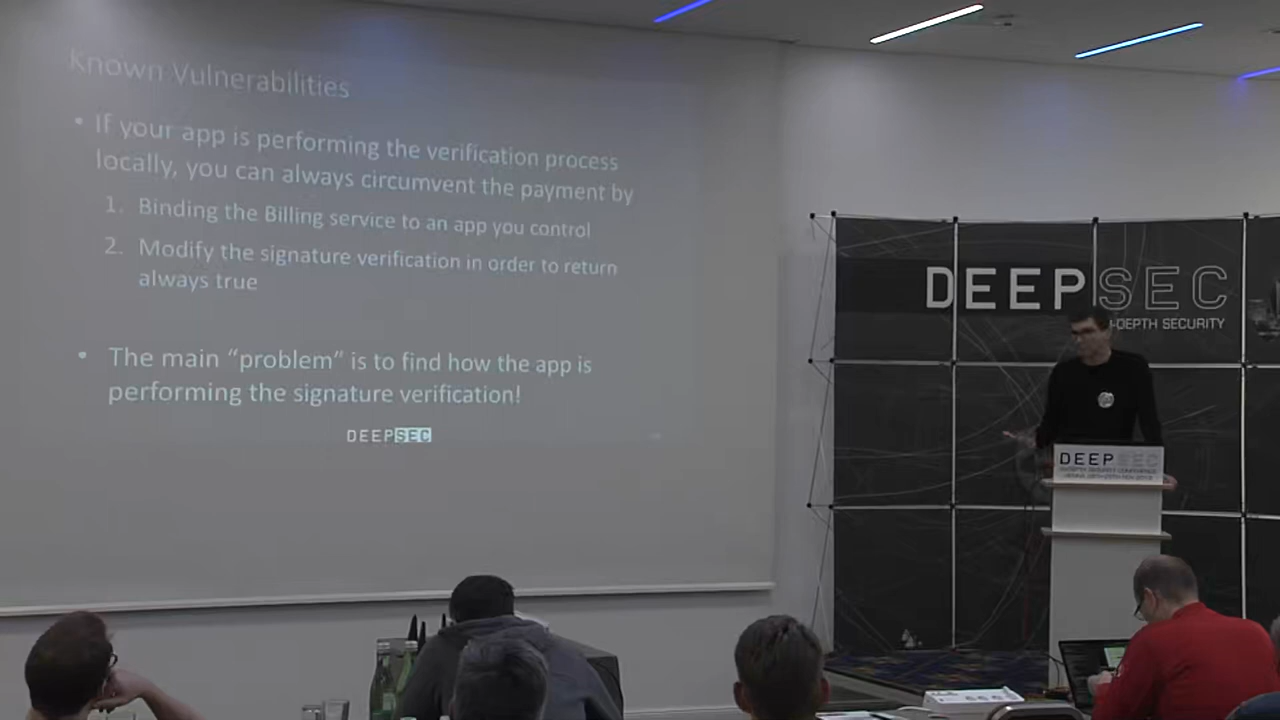 Known Vulnerabilities
• If your app is performing the verification process
locally, you can always circumvent the payment by
1. Binding the Billing service to an app you control
2. Modify the signature verification in order to return
always true
• The main “problem” is to find how the app is
performing the signature verification!
DEEPSEC
DEEPSEC
-DEPTH SECURITY
DEEPSEC